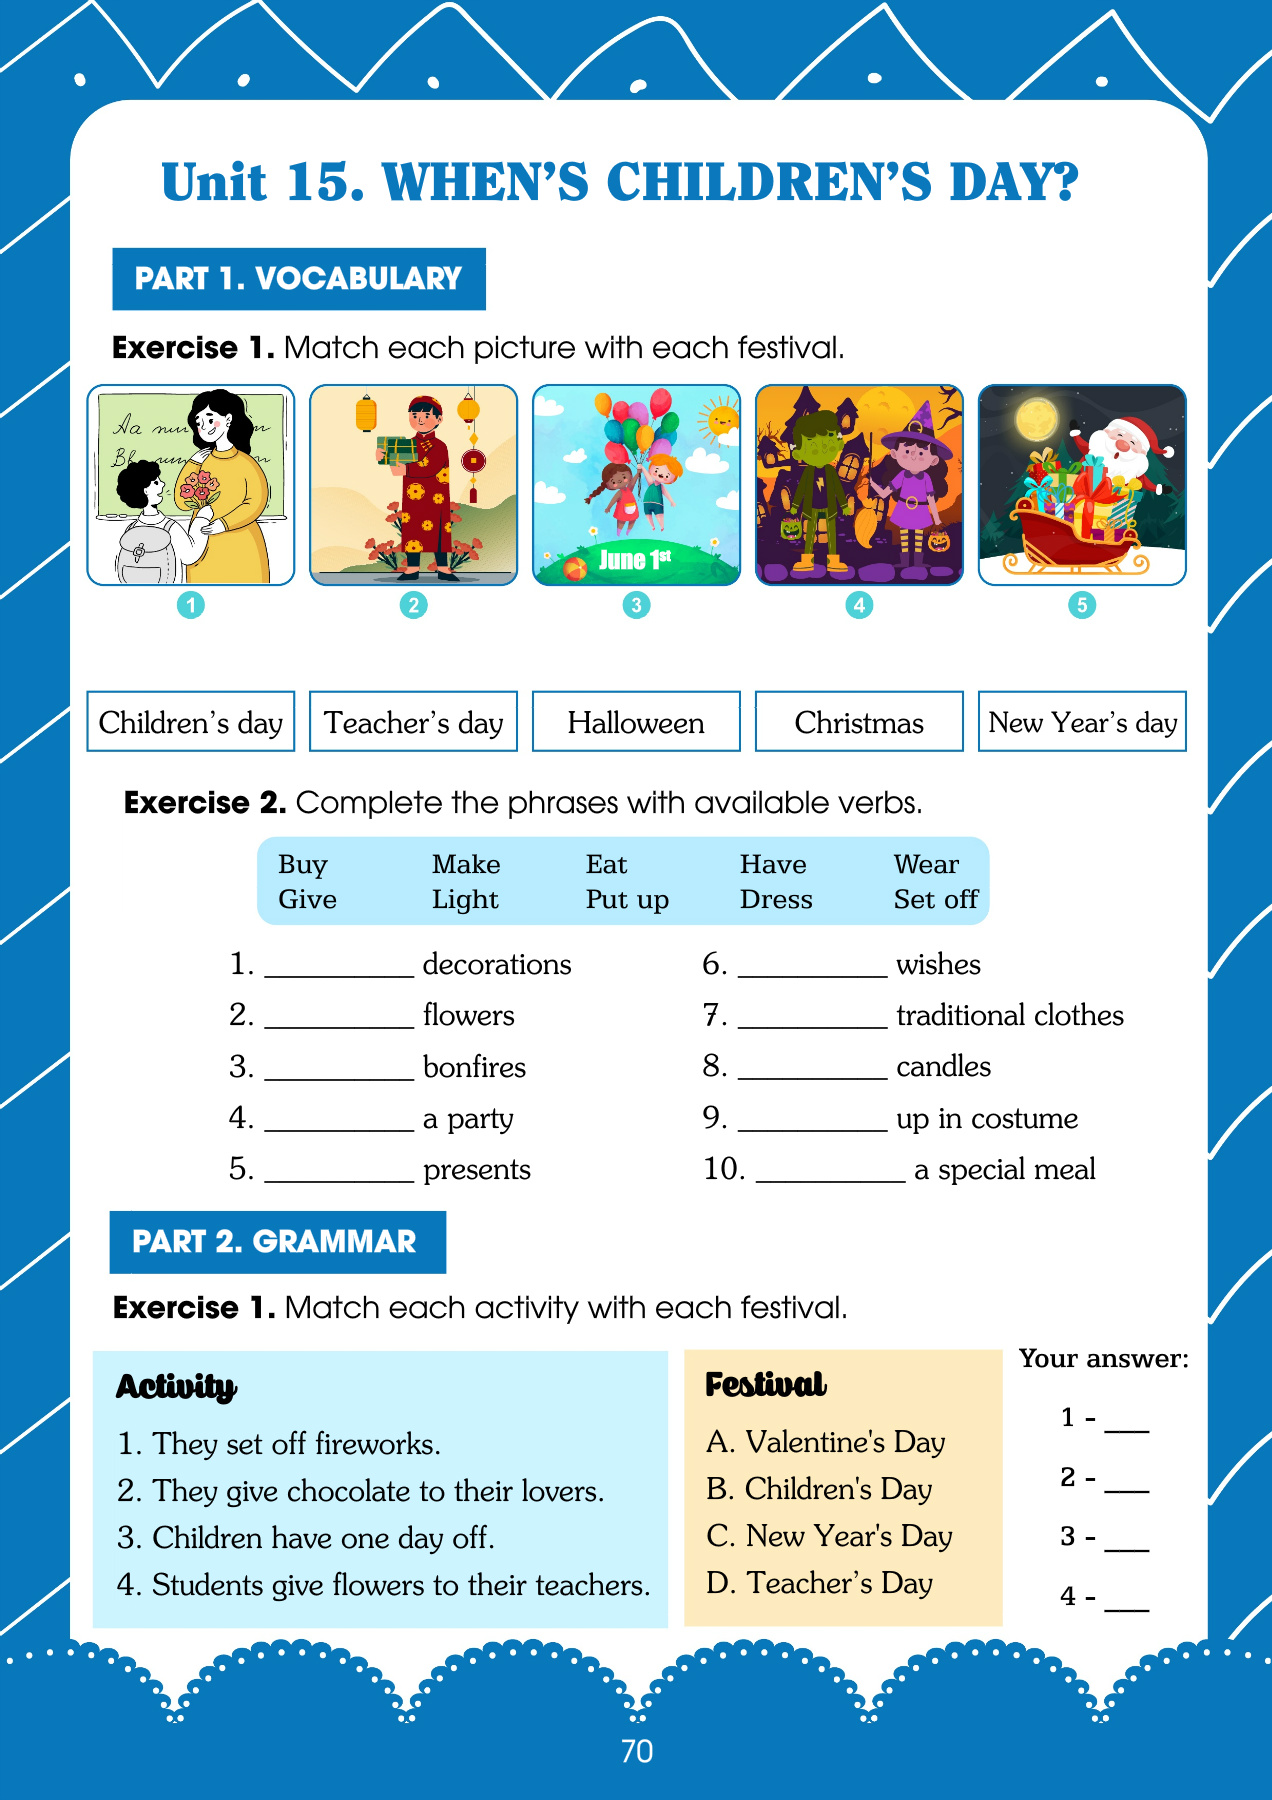 Unit 15. WHEN'S CHILDREN'S DAY?
PART 1. VOCABULARY
Exercise 1. Match each picture with each festival.
Aa
Bb
June 1st
1 2 3 4 5
Children's day Teacher's day Halloween Christmas New Year's day
Exercise 2. Complete the phrases with available verbs.
Buy Make Eat Have Wear
Give Light Put up Dress Set off
1. __________ decorations
2. __________ flowers
3. __________ bonfires
4. __________ a party
5. __________ presents
6. __________ wishes
7. __________ traditional clothes
8. __________ candles
9. __________ up in costume
10. __________ a special meal
PART 2. GRAMMAR
Exercise 1. Match each activity with each festival.
Activity
1. They set off fireworks.
2. They give chocolate to their lovers.
3. Children have one day off.
4. Students give flowers to their teachers.
Festival
A. Valentine's Day
B. Children's Day
C. New Year's Day
D. Teacher's Day
Your answer:
1 - ___
2 - ___
3 - ___
4 - ___
70